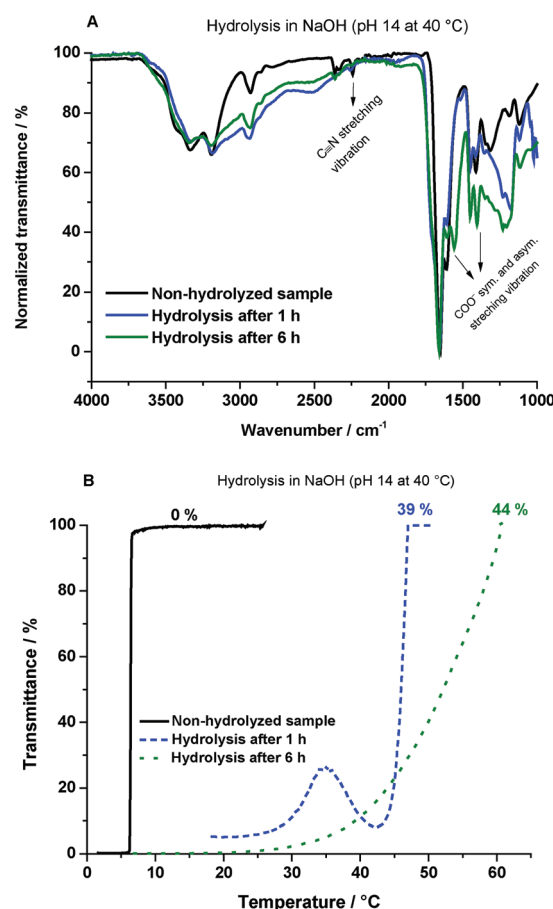 A
Hydrolysis in NaOH (pH 14 at 40 °C)
Normalized transmittance / %
100
80
60
40
20
0
C≡N stretching
vibration
COO⁻ sym. and asym.
streching vibration
Non-hydrolyzed sample
Hydrolysis after 1 h
Hydrolysis after 6 h
4000
3500
3000
2500
2000
1500
1000
Wavenumber / cm⁻¹
B
Hydrolysis in NaOH (pH 14 at 40 °C)
0 %
39 %
44 %
Transmittance / %
100
80
60
40
20
0
Non-hydrolyzed sample
Hydrolysis after 1 h
Hydrolysis after 6 h
0
10
20
30
40
50
60
Temperature / °C